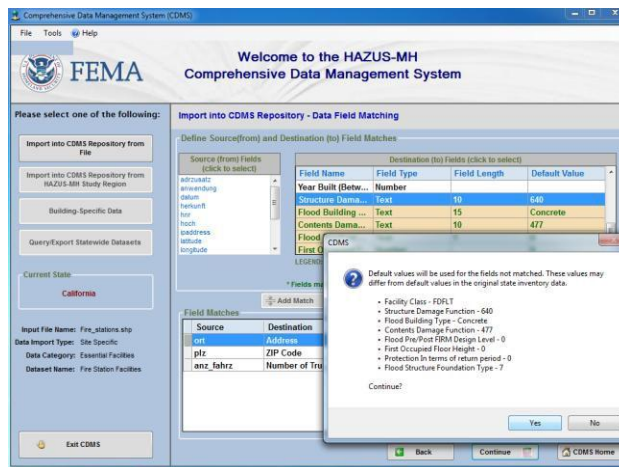 Comprehensive Data Management System (CDMS)
File Tools Help
FEMA
Welcome to the HAZUS-MH
Comprehensive Data Management System
Please select one of the following:
Import into CDMS Repository from
File
Import into CDMS Repository from
HAZUS-MH Study Region
Building-Specific Data
Query/Export Statewide Datasets
Current State
California
Input File Name: Fire_stations.shp
Data Import Type: Site Specific
Data Category: Essential Facilities
Dataset Name: Fire Station Facilities
Exit CDMS
Import into CDMS Repository - Data Field Matching
Define Source(from) and Destination (to) Field Matches
Source (from) Fields
(click to select)
adrzusatz
anwendung
datum
herkunft
hnr
hoch
ipaddress
latitude
longitude
Destination (to) Fields (click to select)
Field Name Field Type Field Length Default Value
Year Built (Betw... Number
Structure Dama... Text 10 640
Flood Building ... Text 15 Concrete
Contents Dama... Text 10 477
Flood
First O
LEGEND
* Fields ma
Add Match
Field Matches
Source Destination
ort Address
plz ZIP Code
anz_fahrz Number of Tru
CDMS
Default values will be used for the fields not matched. These values may
differ from default values in the original state inventory data.
• Facility Class - FDFLT
• Structure Damage Function - 640
• Flood Building Type - Concrete
• Contents Damage Function - 477
• Flood Pre/Post FIRM Design Level - 0
• First Occupied Floor Height - 0
• Protection In terms of return period - 0
• Flood Structure Foundation Type - 7
Continue?
Yes No
Back Continue CDMS Home